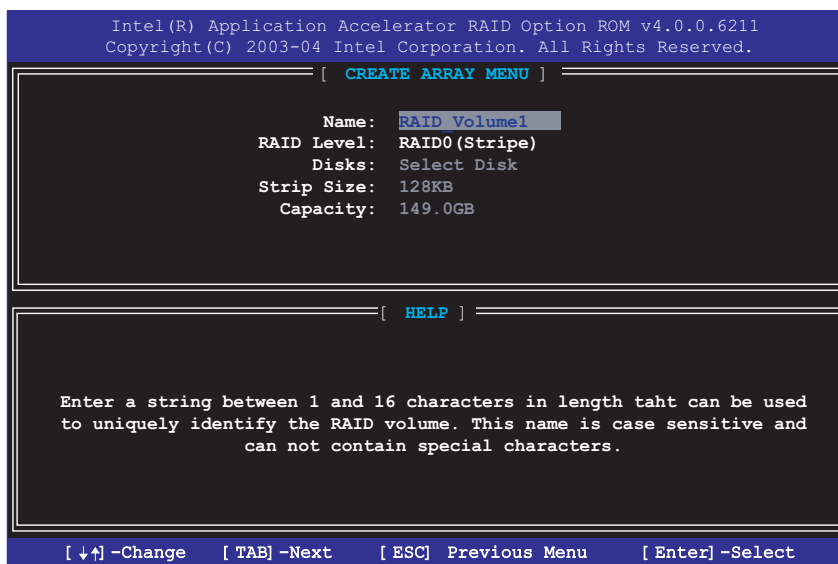 Intel(R) Application Accelerator RAID Option ROM v4.0.0.6211
Copyright(C) 2003-04 Intel Corporation. All Rights Reserved.
[ CREATE ARRAY MENU ]
Name: RAID_Volume1
RAID Level: RAID0(Stripe)
Disks: Select Disk
Strip Size: 128KB
Capacity: 149.0GB
[ HELP ]
Enter a string between 1 and 16 characters in length taht can be used
to uniquely identify the RAID volume. This name is case sensitive and
can not contain special characters.
[↓↑]-Change [TAB]-Next [ESC] Previous Menu [Enter]-Select